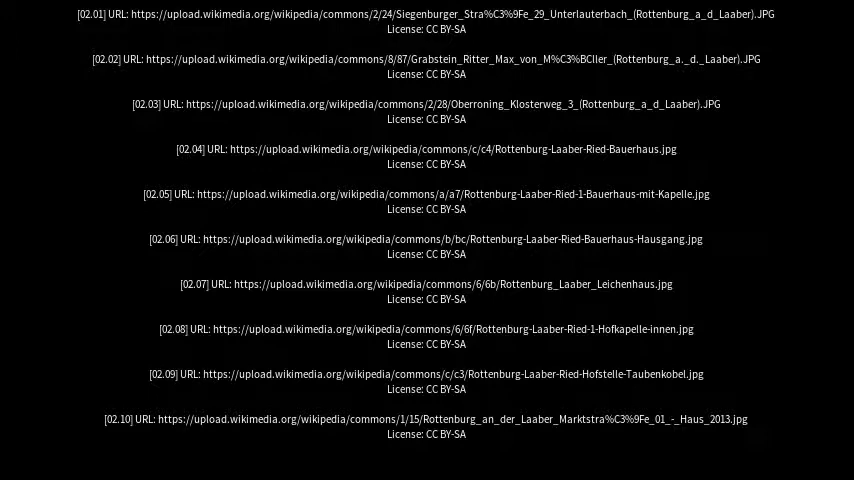 [02.01] URL: https://upload.wikimedia.org/wikipedia/commons/2/24/Siegenburger_Stra%C3%9Fe_29_Unterlauterbach_(Rottenburg_a_d_Laaber).JPG
License: CC BY-SA
[02.02] URL: https://upload.wikimedia.org/wikipedia/commons/8/87/Grabstein_Ritter_Max_von_M%C3%BCller_(Rottenburg_a._d._Laaber).JPG
License: CC BY-SA
[02.03] URL: https://upload.wikimedia.org/wikipedia/commons/2/28/Oberroning_Klosterweg_3_(Rottenburg_a_d_Laaber).JPG
License: CC BY-SA
[02.04] URL: https://upload.wikimedia.org/wikipedia/commons/c/c4/Rottenburg-Laaber-Ried-Bauerhaus.jpg
License: CC BY-SA
[02.05] URL: https://upload.wikimedia.org/wikipedia/commons/a/a7/Rottenburg-Laaber-Ried-1-Bauerhaus-mit-Kapelle.jpg
License: CC BY-SA
[02.06] URL: https://upload.wikimedia.org/wikipedia/commons/b/bc/Rottenburg-Laaber-Ried-Bauerhaus-Hausgang.jpg
License: CC BY-SA
[02.07] URL: https://upload.wikimedia.org/wikipedia/commons/6/6b/Rottenburg_Laaber_Leichenhaus.jpg
License: CC BY-SA
[02.08] URL: https://upload.wikimedia.org/wikipedia/commons/6/6f/Rottenburg-Laaber-Ried-1-Hofkapelle-innen.jpg
License: CC BY-SA
[02.09] URL: https://upload.wikimedia.org/wikipedia/commons/c/c3/Rottenburg-Laaber-Ried-Hofstelle-Taubenkobel.jpg
License: CC BY-SA
[02.10] URL: https://upload.wikimedia.org/wikipedia/commons/1/15/Rottenburg_an_der_Laaber_Marktstra%C3%9Fe_01_-_Haus_2013.jpg
License: CC BY-SA